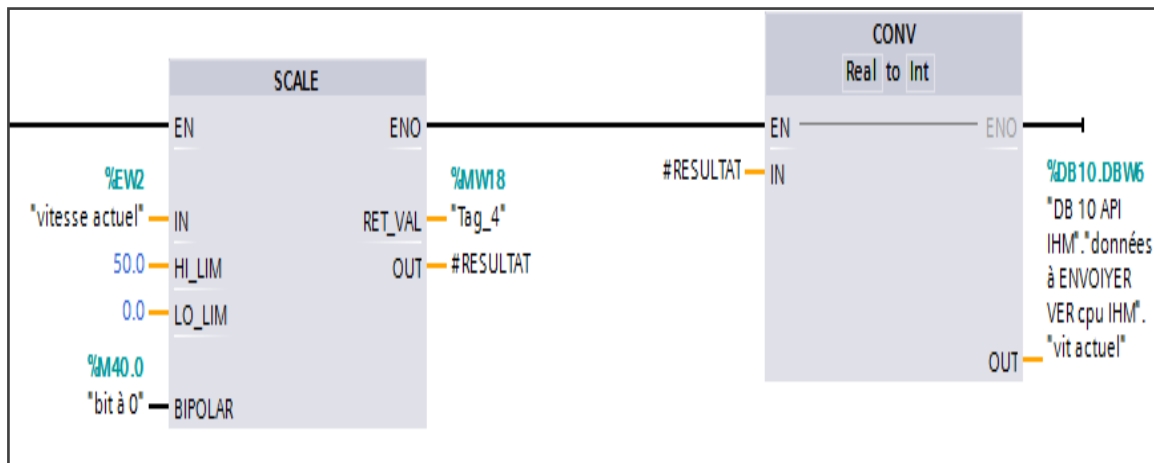 SCALE
EN
ENO
%EW2
"vitesse actuel"
IN
50.0
HI_LIM
0.0
LO_LIM
%M40.0
"bit à 0"
BIPOLAR
%MW18
RET_VAL
"Tag_4"
OUT
#RESULTAT
CONV
Real to Int
EN
ENO
#RESULTAT
IN
%DB10.DBW6
"DB 10 API
IHM"."données
à ENVOIYER
VER cpu IHM".
"vit actuel"
OUT